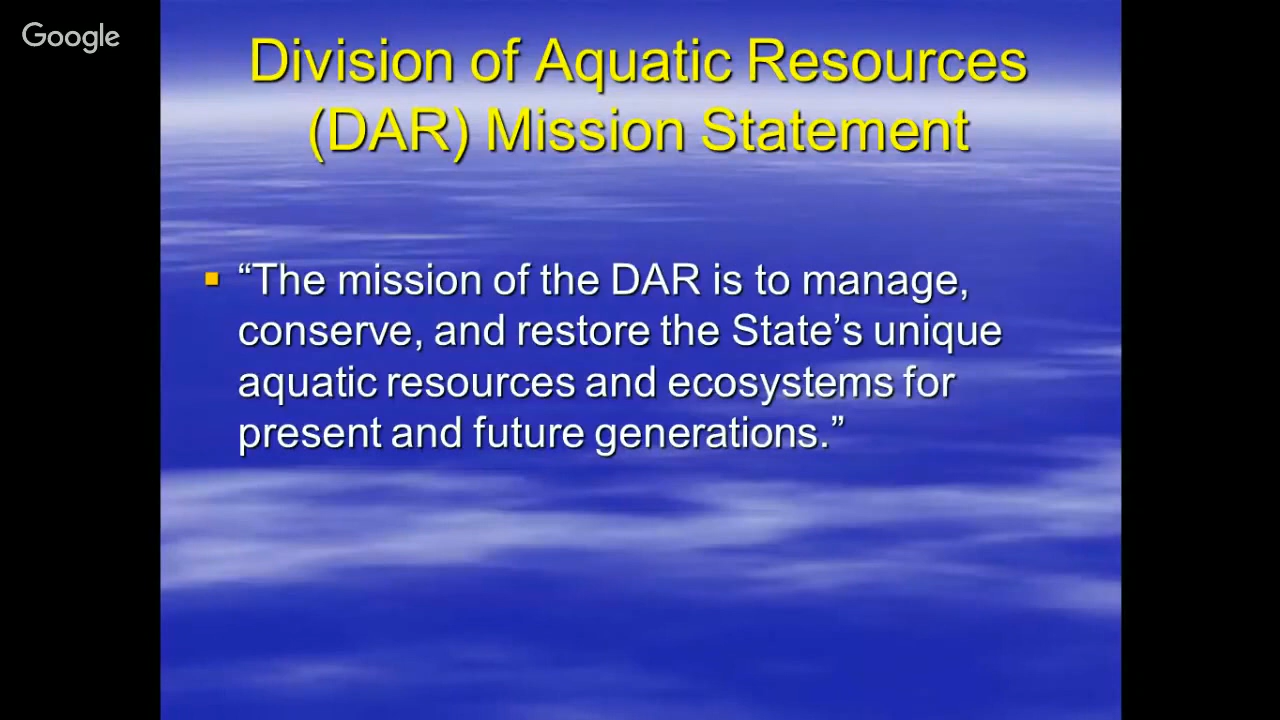 Google
Division of Aquatic Resources
(DAR) Mission Statement
“The mission of the DAR is to manage,
conserve, and restore the State’s unique
aquatic resources and ecosystems for
present and future generations.”